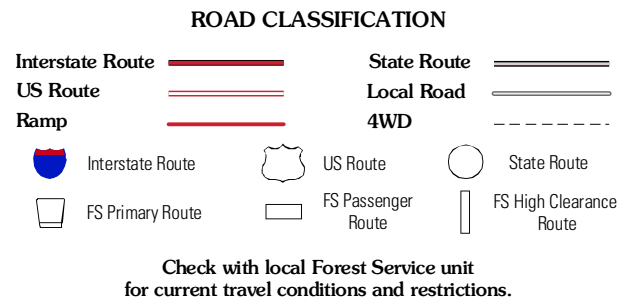 ROAD CLASSIFICATION
Interstate Route
State Route
US Route
Local Road
Ramp
4WD
Interstate Route
US Route
State Route
FS Primary Route
FS Passenger
Route
FS High Clearance
Route
Check with local Forest Service unit
for current travel conditions and restrictions.